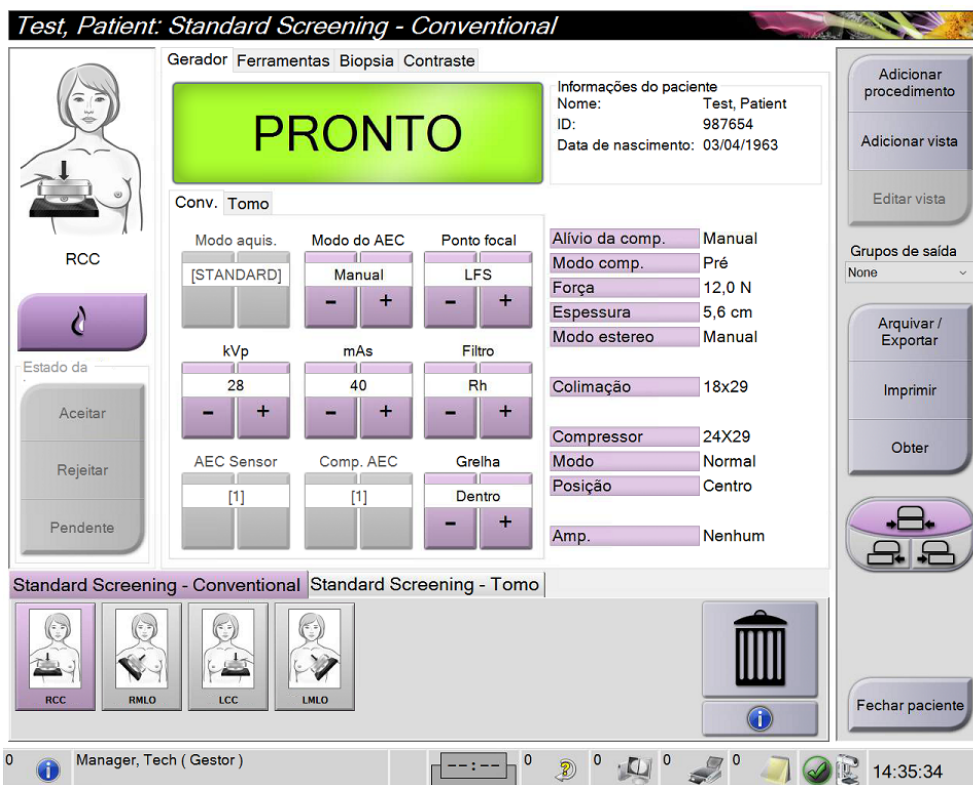 Test, Patient: Standard Screening - Conventional
RCC
Estado da
Aceitar
Rejeitar
Pendente
Gerador Ferramentas Biopsia Contraste
PRONTO
Informações do paciente
Nome: Test, Patient
ID: 987654
Data de nascimento: 03/04/1963
Conv. Tomo
Modo aquis. Modo do AEC Ponto focal
[STANDARD] Manual LFS
- + - +
kVp mAs Filtro
28 40 Rh
- + - + - +
AEC Sensor Comp. AEC Grelha
[1] [1] Dentro
- +
Alívio da comp. Manual
Modo comp. Pré
Força 12,0 N
Espessura 5,6 cm
Modo estereo Manual
Colimação 18x29
Compressor 24X29
Modo Normal
Posição Centro
Amp. Nenhum
Adicionar
procedimento
Adicionar vista
Editar vista
Grupos de saída
None
Arquivar /
Exportar
Imprimir
Obter
Fechar paciente
Standard Screening - Conventional Standard Screening - Tomo
RCC RMLO LCC LMLO
0 Manager, Tech ( Gestor ) --:-- 0 0 0 0 14:35:34